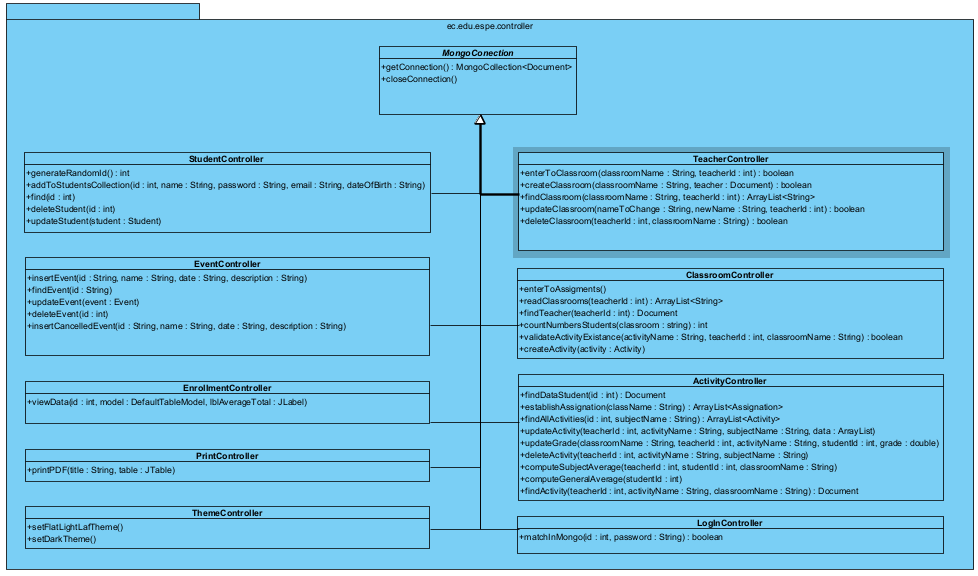 ec.edu.espe.controller
MongoConection
+getConnection() : MongoCollection<Document>
+closeConnection()
StudentController
+generateRandomId() : int
+addToStudentsCollection(id : int, name : String, password : String, email : String, dateOfBirth : String)
+find(id : int)
+deleteStudent(id : int)
+updateStudent(student : Student)
TeacherController
+enterToClassroom(classroomName : String, teacherId : int) : boolean
+createClassroom(classroomName : String, teacher : Document) : boolean
+findClassroom(classroomName : String, teacherId : int) : ArrayList<String>
+updateClassroom(nameToChange : String, newName : String, teacherId : int) : boolean
+deleteClassroom(teacherId : int, classroomName : String) : boolean
EventController
+insertEvent(id : String, name : String, date : String, description : String)
+findEvent(id : String)
+updateEvent(event : Event)
+deleteEvent(id : int)
+insertCancelledEvent(id : String, name : String, date : String, description : String)
ClassroomController
+enterToAssigments()
+readClassrooms(teacherId : int) : ArrayList<String>
+findTeacher(teacherId : int) : Document
+countNumbersStudents(classroom : string) : int
+validateActivityExistance(activityName : String, teacherId : int, classroomName : String) : boolean
+createActivity(activity : Activity)
EnrollmentController
+viewData(id : int, model : DefaultTableModel, lblAverageTotal : JLabel)
ActivityController
+findDataStudent(id : int) : Document
+establishAssignation(className : String) : ArrayList<Assignation>
+findAllActivities(id : int, subjectName : String) : ArrayList<Activity>
+updateActivity(teacherId : int, activityName : String, subjectName : String, data : ArrayList)
+updateGrade(classroomName : String, teacherId : int, activityName : String, studentId : int, grade : double)
+deleteActivity(teacherId : int, activityName : String, subjectName : String)
+computeSubjectAverage(teacherId : int, studentId : int, classroomName : String)
+computeGeneralAverage(studentId : int)
+findActivity(teacherId : int, activityName : String, classroomName : String) : Document
PrintController
+printPDF(title : String, table : JTable)
ThemeController
+setFlatLightLafTheme()
+setDarkTheme()
LogInController
+matchInMongo(id : int, password : String) : boolean